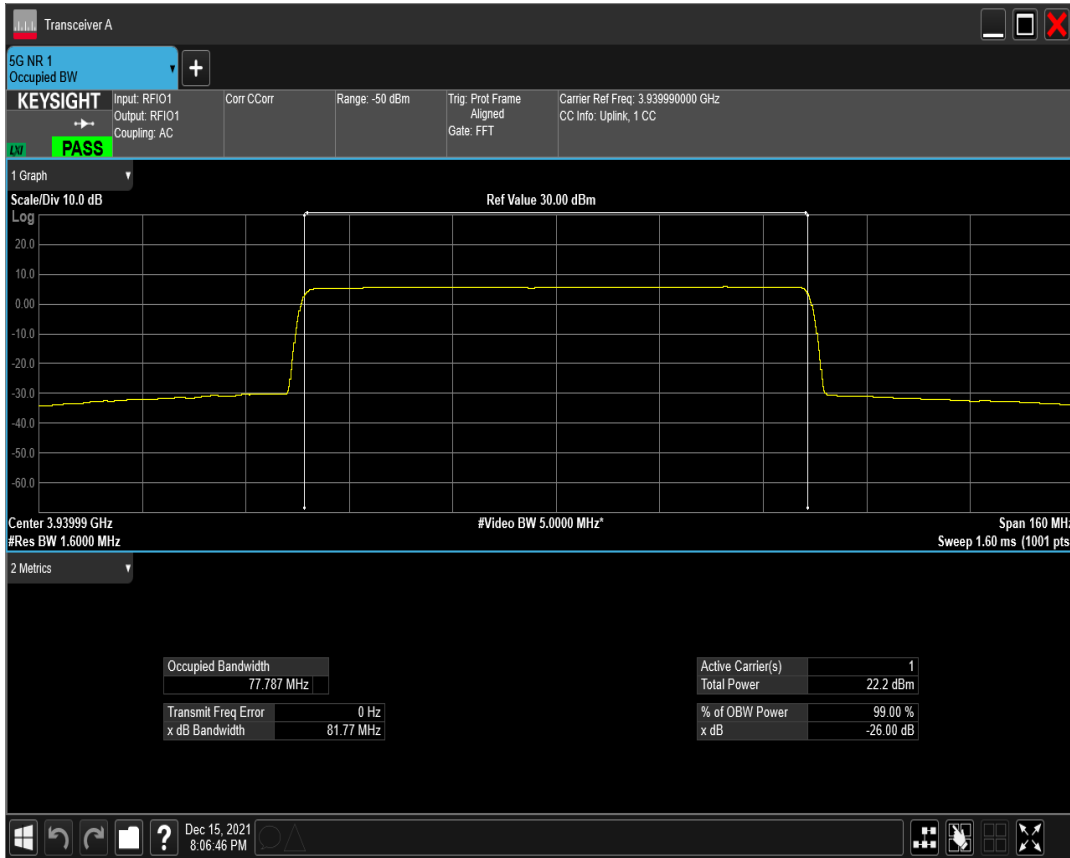 Transceiver A
5G NR 1
Occupied BW
KEYSIGHT
LXI
PASS
Input: RFIO1
Output: RFIO1
Coupling: AC
Corr CCorr
Range: -50 dBm
Trig: Prot Frame
Aligned
Gate: FFT
Carrier Ref Freq: 3.939990000 GHz
CC Info: Uplink, 1 CC
1 Graph
Scale/Div 10.0 dB
Ref Value 30.00 dBm
Log
20.0
10.0
0.00
-10.0
-20.0
-30.0
-40.0
-50.0
-60.0
Center 3.93999 GHz
#Video BW 5.0000 MHz*
Span 160 MHz
#Res BW 1.6000 MHz
Sweep 1.60 ms (1001 pts
2 Metrics
Occupied Bandwidth
77.787 MHz
Transmit Freq Error 0 Hz
x dB Bandwidth 81.77 MHz
Active Carrier(s) 1
Total Power 22.2 dBm
% of OBW Power 99.00 %
x dB -26.00 dB
?
Dec 15, 2021
8:06:46 PM